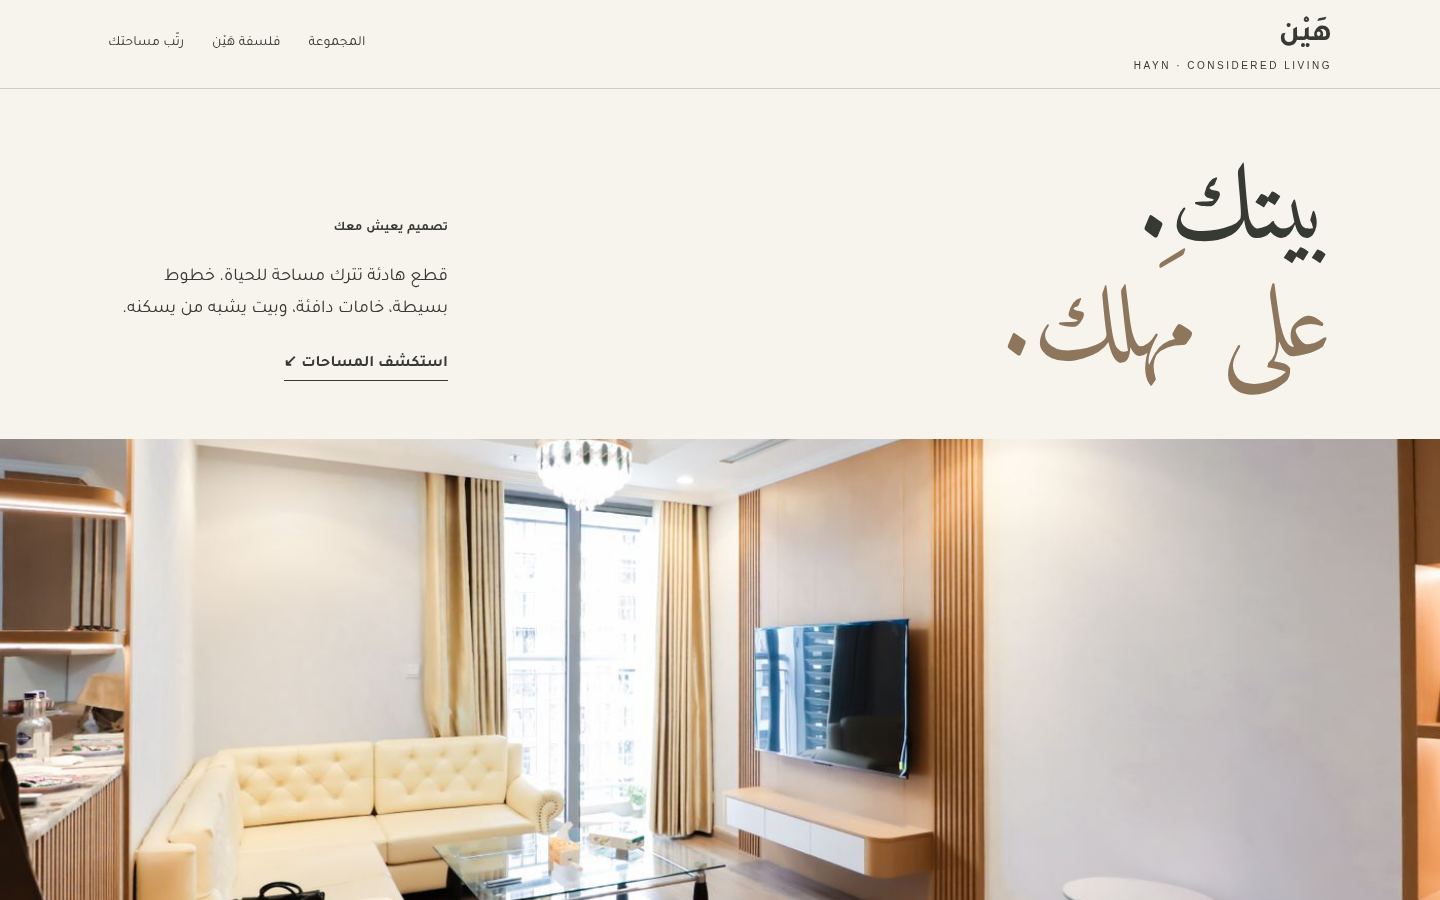 هَيْن
HAYN · CONSIDERED LIVING
المجموعة
فلسفة هَيْن
رتّب مساحتك
بيتك.
على مِهلك.
تصميم يعيش معك
قطع هادئة تترك مساحة للحياة. خطوط
بسيطة، خامات دافئة، وبيت يشبه من يسكنه.
استكشف المساحات ↙